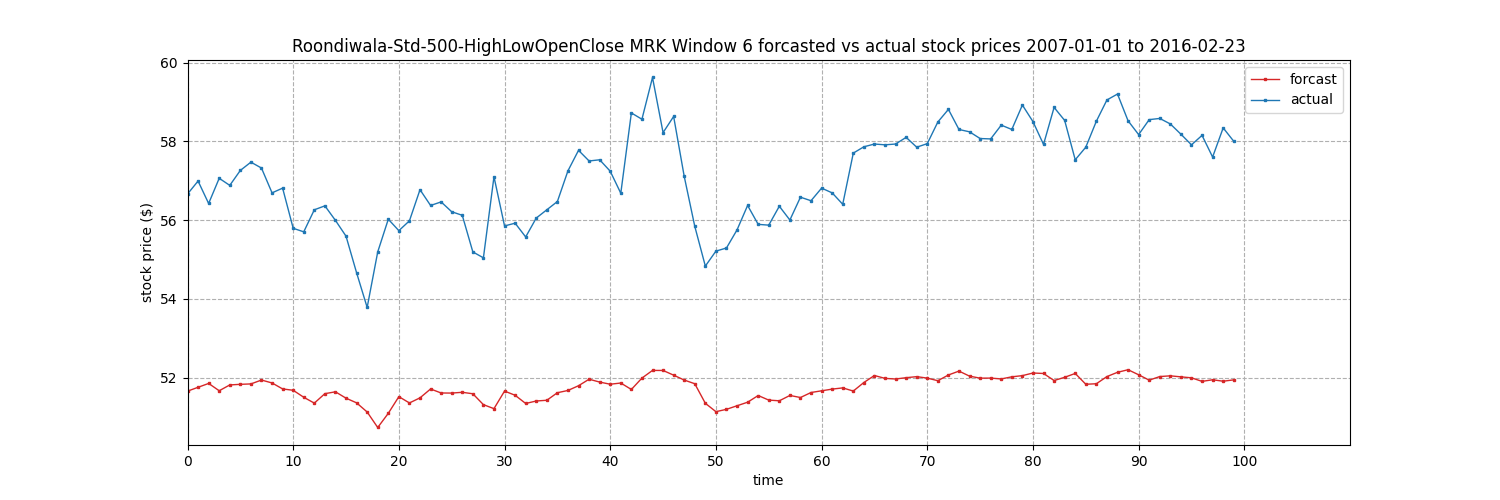 Roondiwala-Std-500-HighLowOpenClose MRK Window 6 forcasted vs actual stock prices 2007-01-01 to 2016-02-23
forcast
actual
stock price ($)
60
58
56
54
52
0 10 20 30 40 50 60 70 80 90 100
time